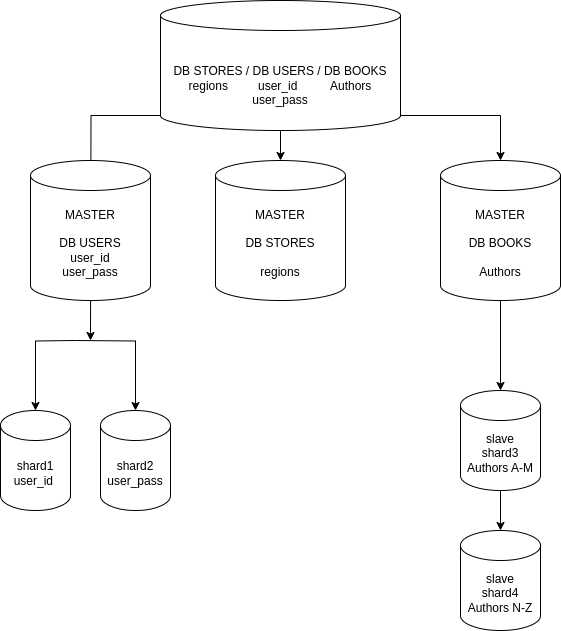 DB STORES / DB USERS / DB BOOKS
regions user_id Authors
user_pass
MASTER
DB USERS
user_id
user_pass
MASTER
DB STORES
regions
MASTER
DB BOOKS
Authors
shard1
user_id
shard2
user_pass
slave
shard3
Authors A-M
slave
shard4
Authors N-Z